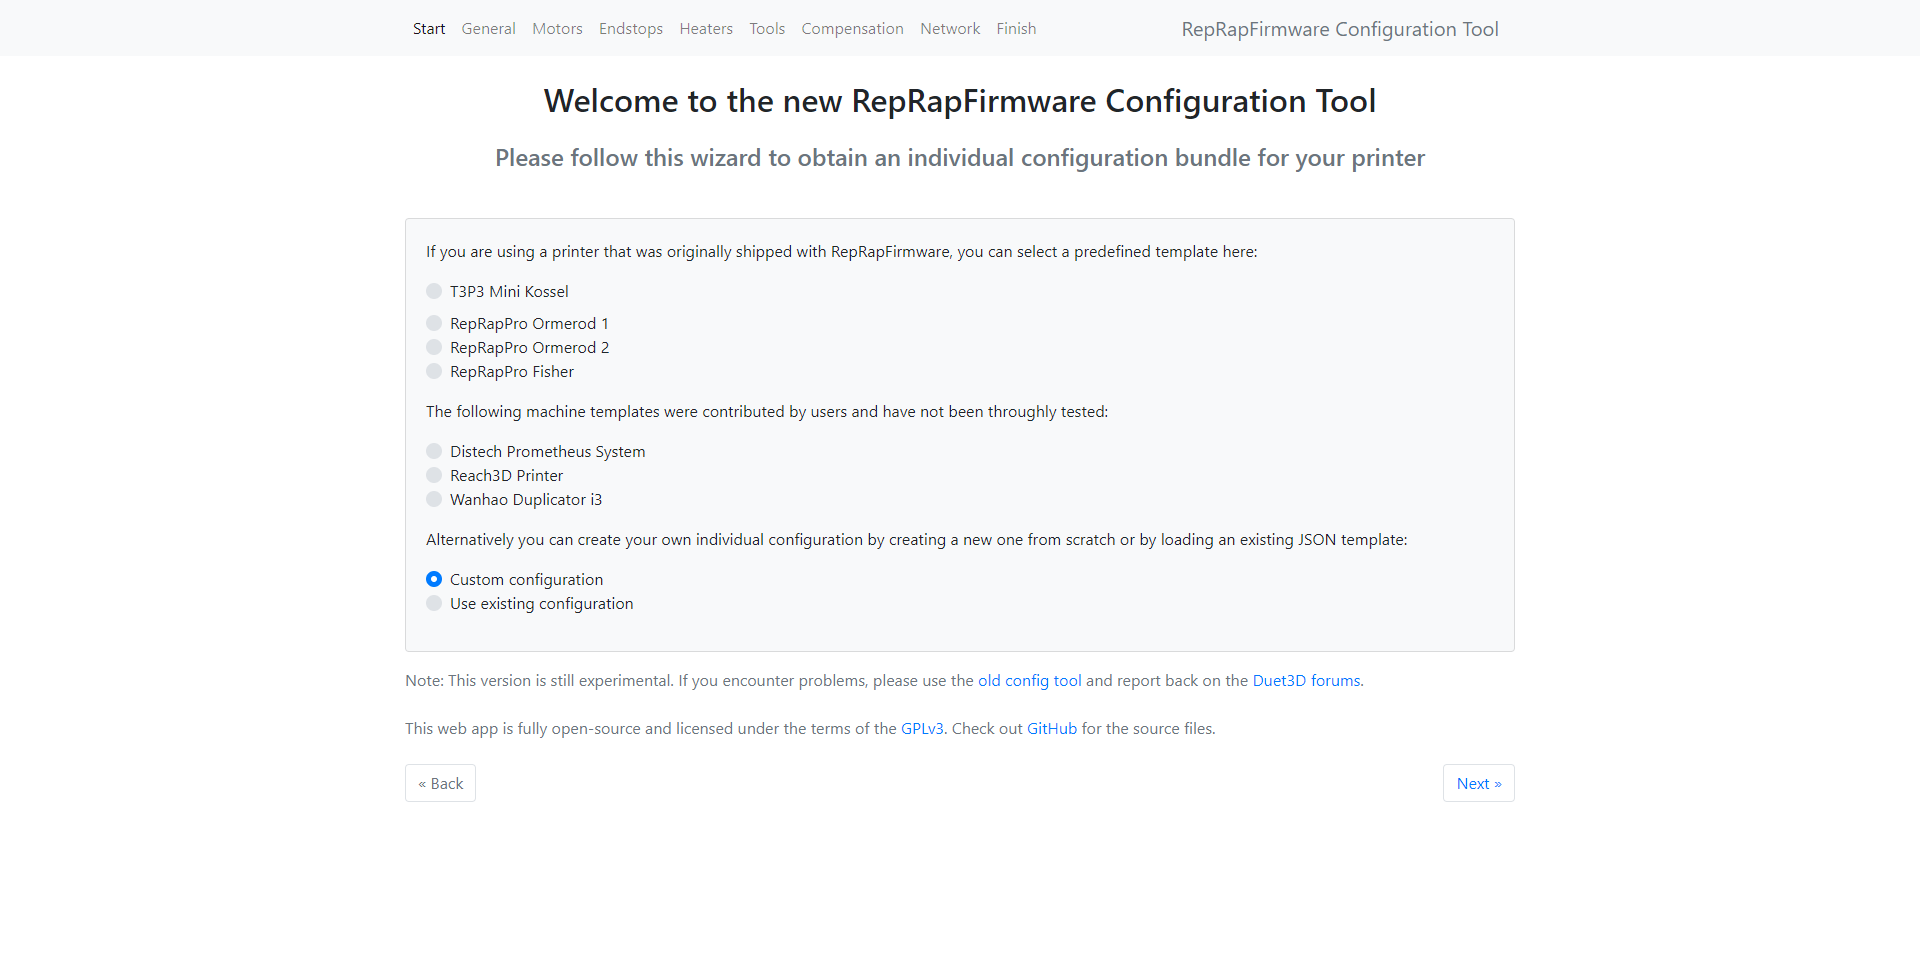 Start General Motors Endstops Heaters Tools Compensation Network Finish RepRapFirmware Configuration Tool
Welcome to the new RepRapFirmware Configuration Tool
Please follow this wizard to obtain an individual configuration bundle for your printer
If you are using a printer that was originally shipped with RepRapFirmware, you can select a predefined template here:
T3P3 Mini Kossel
RepRapPro Ormerod 1
RepRapPro Ormerod 2
RepRapPro Fisher
The following machine templates were contributed by users and have not been throughly tested:
Distech Prometheus System
Reach3D Printer
Wanhao Duplicator i3
Alternatively you can create your own individual configuration by creating a new one from scratch or by loading an existing JSON template:
Custom configuration
Use existing configuration
Note: This version is still experimental. If you encounter problems, please use the old config tool and report back on the Duet3D forums.
This web app is fully open-source and licensed under the terms of the GPLv3. Check out GitHub for the source files.
« Back
Next »